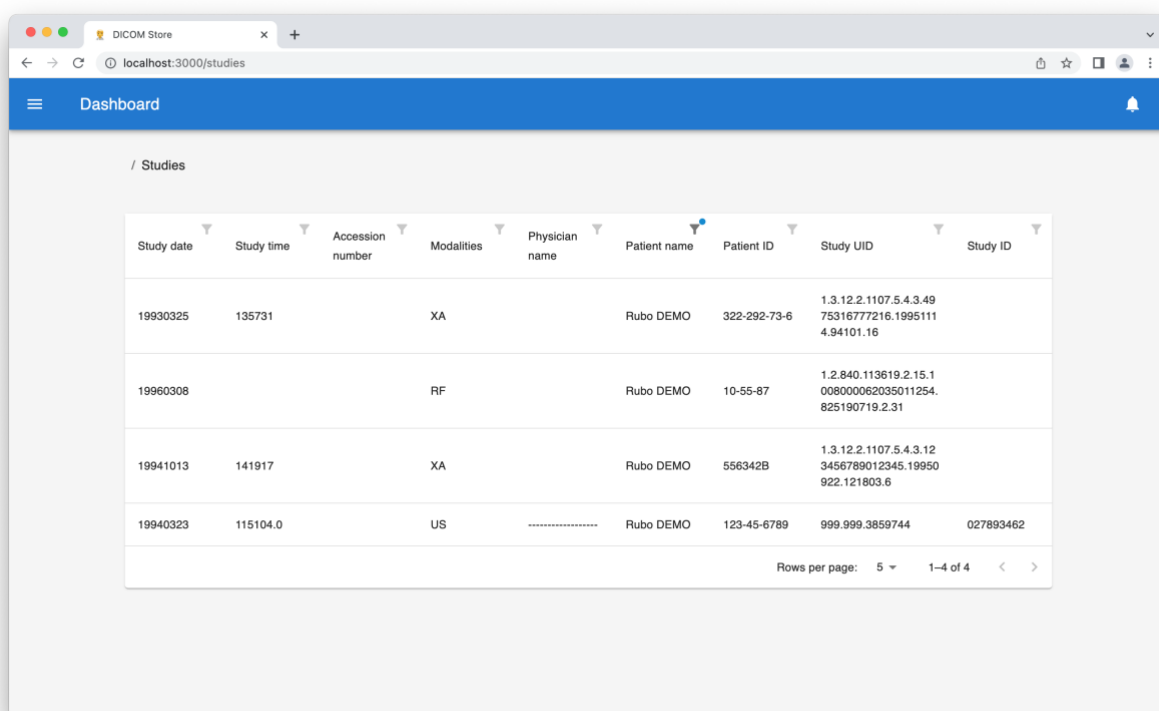 DICOM Store
localhost:3000/studies
Dashboard
/ Studies
Study date
Study time
Accession
number
Modalities
Physician
name
Patient name
Patient ID
Study UID
Study ID
19930325
135731
XA
Rubo DEMO
322-292-73-6
1.3.12.2.1107.5.4.3.49
75316777216.1995111
4.94101.16
19960308
RF
Rubo DEMO
10-55-87
1.2.840.113619.2.15.1
008000062035011254.
825190719.2.31
19941013
141917
XA
Rubo DEMO
556342B
1.3.12.2.1107.5.4.3.12
3456789012345.19950
922.121803.6
19940323
115104.0
US
------------------
Rubo DEMO
123-45-6789
999.999.3859744
027893462
Rows per page: 5 1–4 of 4